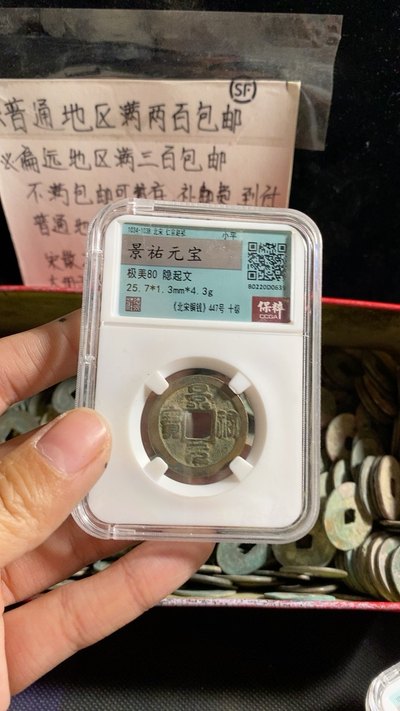 SF
普通地区满两百包邮
※偏远地区满三百包邮
不满包邮可
普通地
宋散
1034-1038 北宋 仁宗赵祯
小平
景祐元宝
极美80 隐起文
25.7*1.3mm*4.3g
《北宋铜钱》447号 十级
保粹
CCGA
景祐元寶